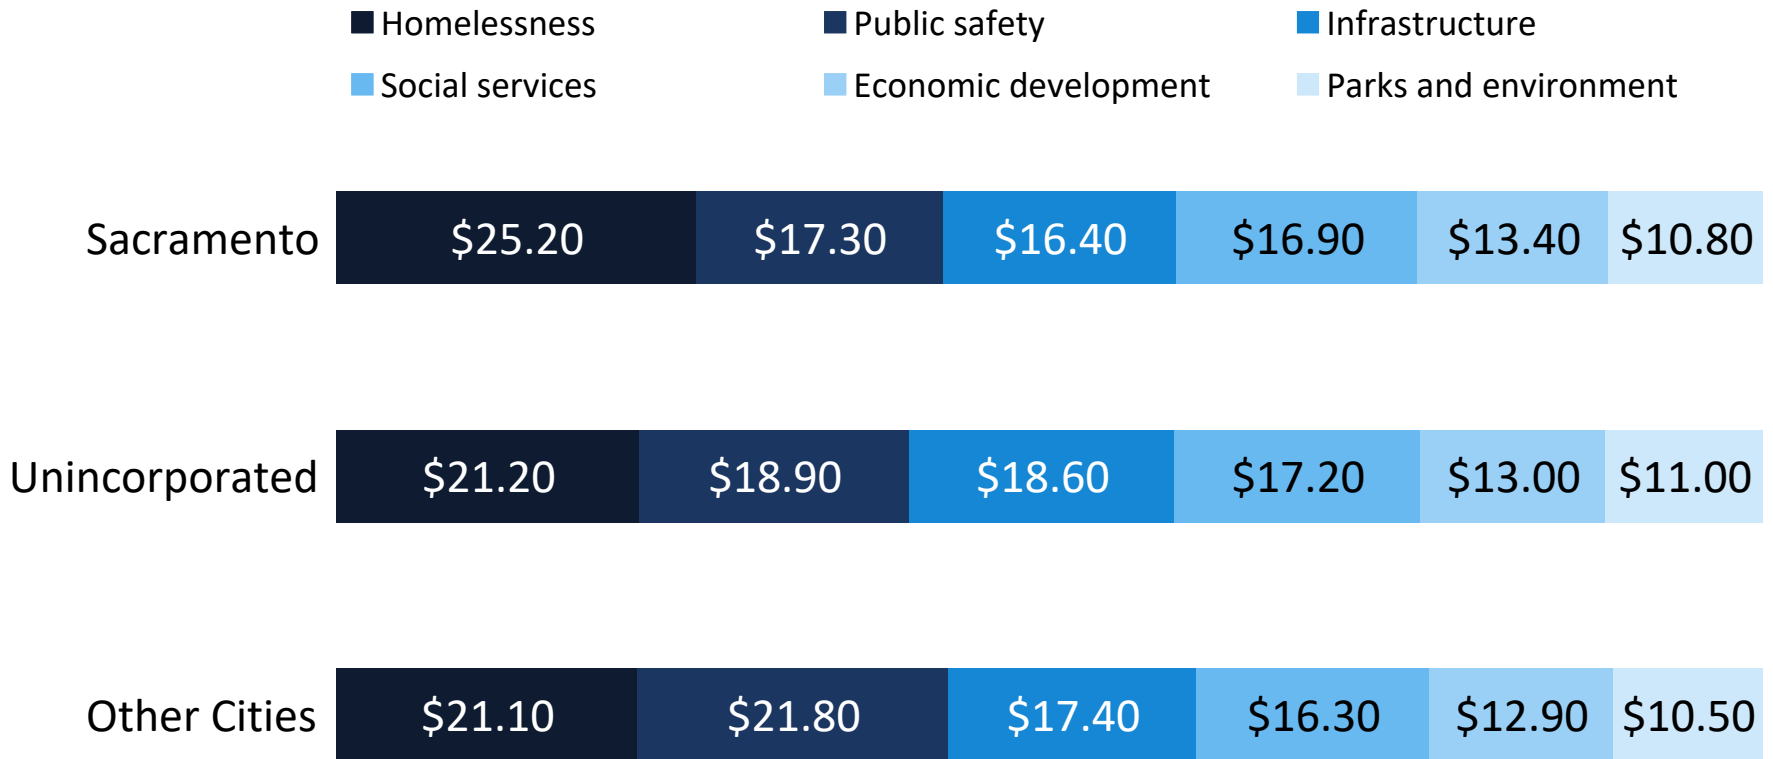 Homelessness Public safety Infrastructure
Social services Economic development Parks and environment
Sacramento $25.20 $17.30 $16.40 $16.90 $13.40 $10.80
Unincorporated $21.20 $18.90 $18.60 $17.20 $13.00 $11.00
Other Cities $21.10 $21.80 $17.40 $16.30 $12.90 $10.50